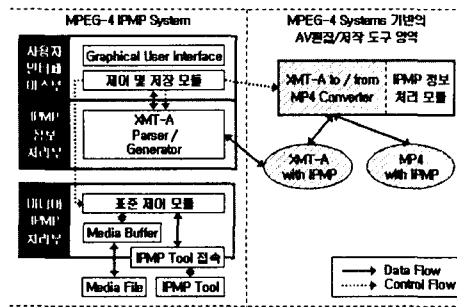 MPEG-4 IPMP System
MPEG-4 Systems 기반의
AV편집/저작 도구 영역
사용자
인터페
이스부
Graphical User Interface
제어 및 저장 모듈
IPMP
정보
처리부
XMT-A
Parser /
Generator
XMT-A to / from
MP4 Converter
IPMP 정보
처리 모듈
XMT-A
with IPMP
MP4
with IPMP
미디어
IPMP
처리부
표준 제어 모듈
Media Buffer
IPMP Tool 접속
Media File
IPMP Tool
Data Flow
Control Flow